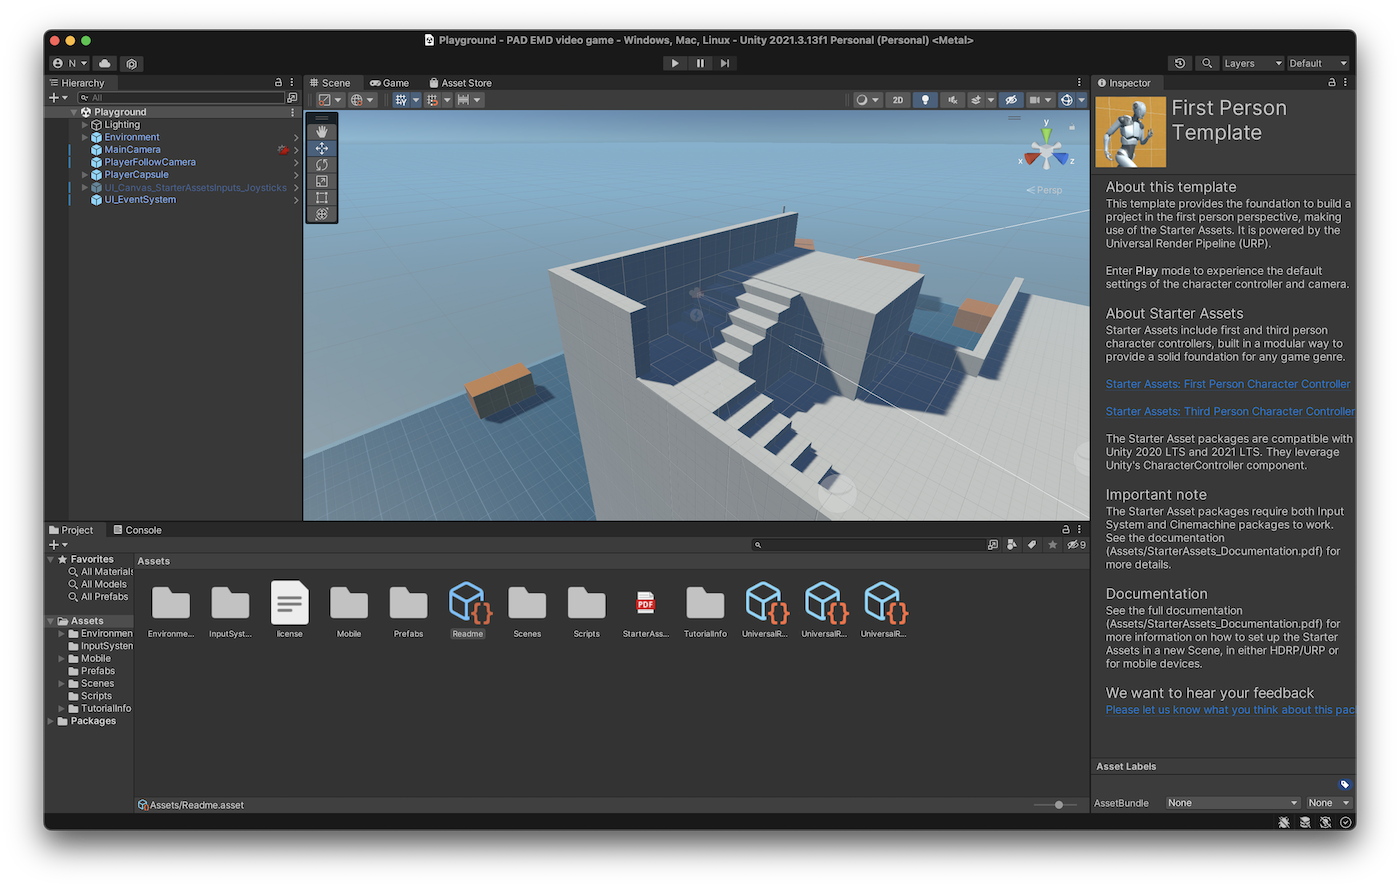 Playground - PAD EMD video game - Windows, Mac, Linux - Unity 2021.3.13f1 Personal (Personal) <Metal>
N
Layers
Default
Hierarchy
All
Playground
Lighting
Environment
MainCamera
PlayerFollowCamera
PlayerCapsule
UI_Canvas_StarterAssetsInputs_Joysticks
UI_EventSystem
Scene
Game
Asset Store
2D
y
x
z
Persp
Inspector
First Person
Template
About this template
This template provides the foundation to build a
project in the first person perspective, making
use of the Starter Assets. It is powered by the
Universal Render Pipeline (URP).
Enter Play mode to experience the default
settings of the character controller and camera.
About Starter Assets
Starter Assets include first and third person
character controllers, built in a modular way to
provide a solid foundation for any game genre.
Starter Assets: First Person Character Controller
Starter Assets: Third Person Character Controller
The Starter Asset packages are compatible with
Unity 2020 LTS and 2021 LTS. They leverage
Unity's CharacterController component.
Important note
The Starter Asset packages require both Input
System and Cinemachine packages to work.
See the documentation
(Assets/StarterAssets_Documentation.pdf) for
more details.
Documentation
See the full documentation
(Assets/StarterAssets_Documentation.pdf) for
more information on how to set up the Starter
Assets in a new Scene, in either HDRP/URP or
for mobile devices.
We want to hear your feedback
Please let us know what you think about this pac
Asset Labels
AssetBundle
None
None
Project
Console
9
Favorites
All Materials
All Models
All Prefabs
Assets
Environmen
InputSystem
Mobile
Prefabs
Scenes
Scripts
TutorialInfo
Packages
Assets
Environme...
InputSyst...
license
Mobile
Prefabs
Readme
Scenes
Scripts
PDF
StarterAss...
TutorialInfo
UniversalR...
UniversalR...
UniversalR...
Assets/Readme.asset